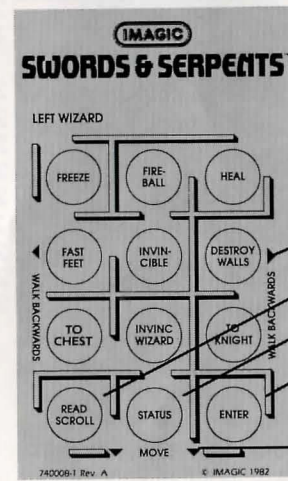 IMAGIC
SWORDS & SERPENTS
LEFT WIZARD
FREEZE
FIRE-
BALL
HEAL
FAST
FEET
INVIN-
CIBLE
DESTROY
WALLS
WALK BACKWARDS
WALK BACKWARDS
TO
CHEST
INVINC
WIZARD
TO
KNIGHT
READ
SCROLL
STATUS
ENTER
MOVE
740008-1 Rev. A
© IMAGIC 1982